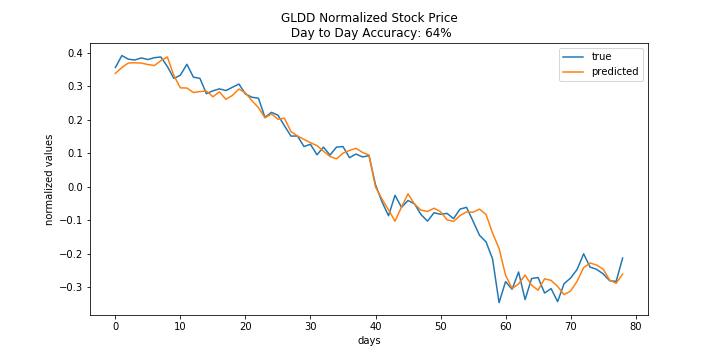 GLDD Normalized Stock Price
Day to Day Accuracy: 64%
true
predicted
normalized values
0.4
0.3
0.2
0.1
0.0
−0.1
−0.2
−0.3
0 10 20 30 40 50 60 70 80
days